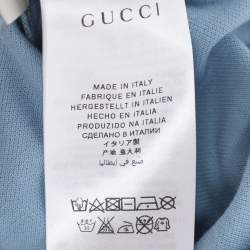 GUCCI
MADE IN ITALY
FABRIQUE EN ITALIE
HERGESTELLT IN ITALIEN
HECHO EN ITALIA
PRODUZIDO NA ITALIA
СДЕЛАНО В ИТАЛИИ
イタリア製
产地 意大利
صنع في إيطاليا